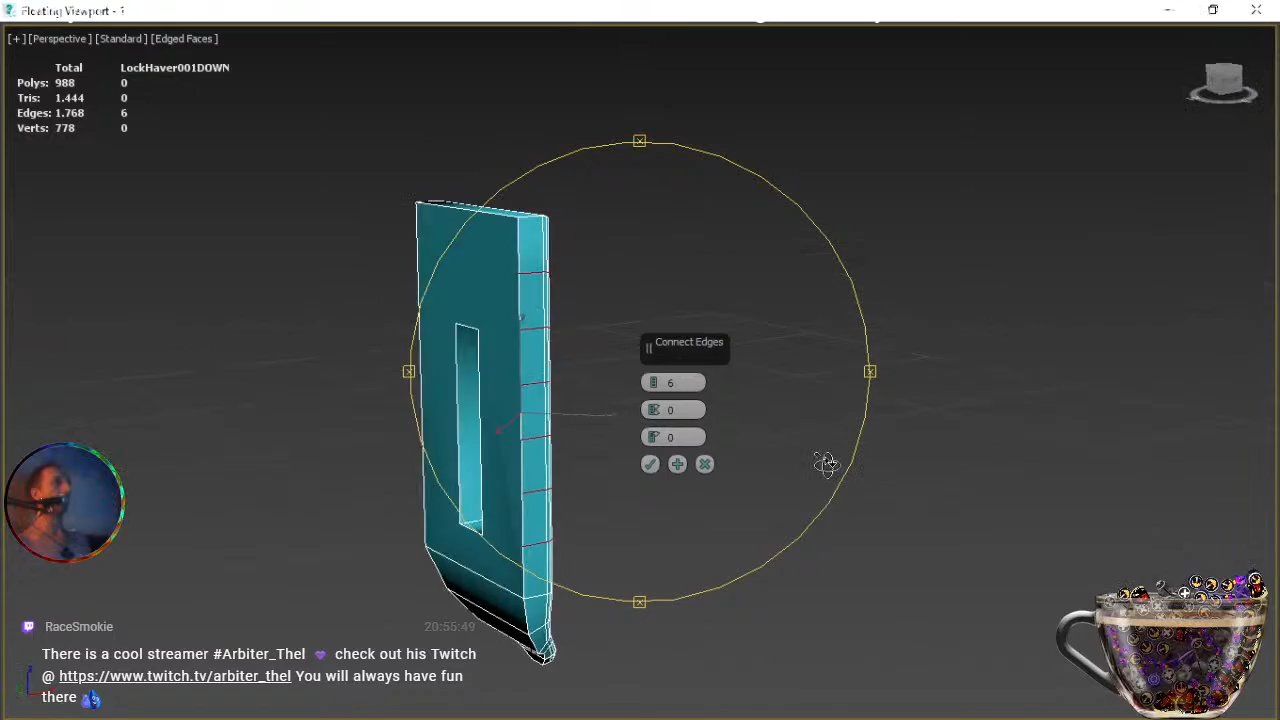 Floating Viewport - 1
[+][Perspective][Standard][Edged Faces]
Total LockHaver001DOWN
Polys: 988 0
Tris: 1.444 0
Edges: 1.768 6
Verts: 778 0
Connect Edges
6
0
0
RaceSmokie 20:55:49
There is a cool streamer #Arbiter_Thel 💜 check out his Twitch
@ https://www.twitch.tv/arbiter_thel You will always have fun
there